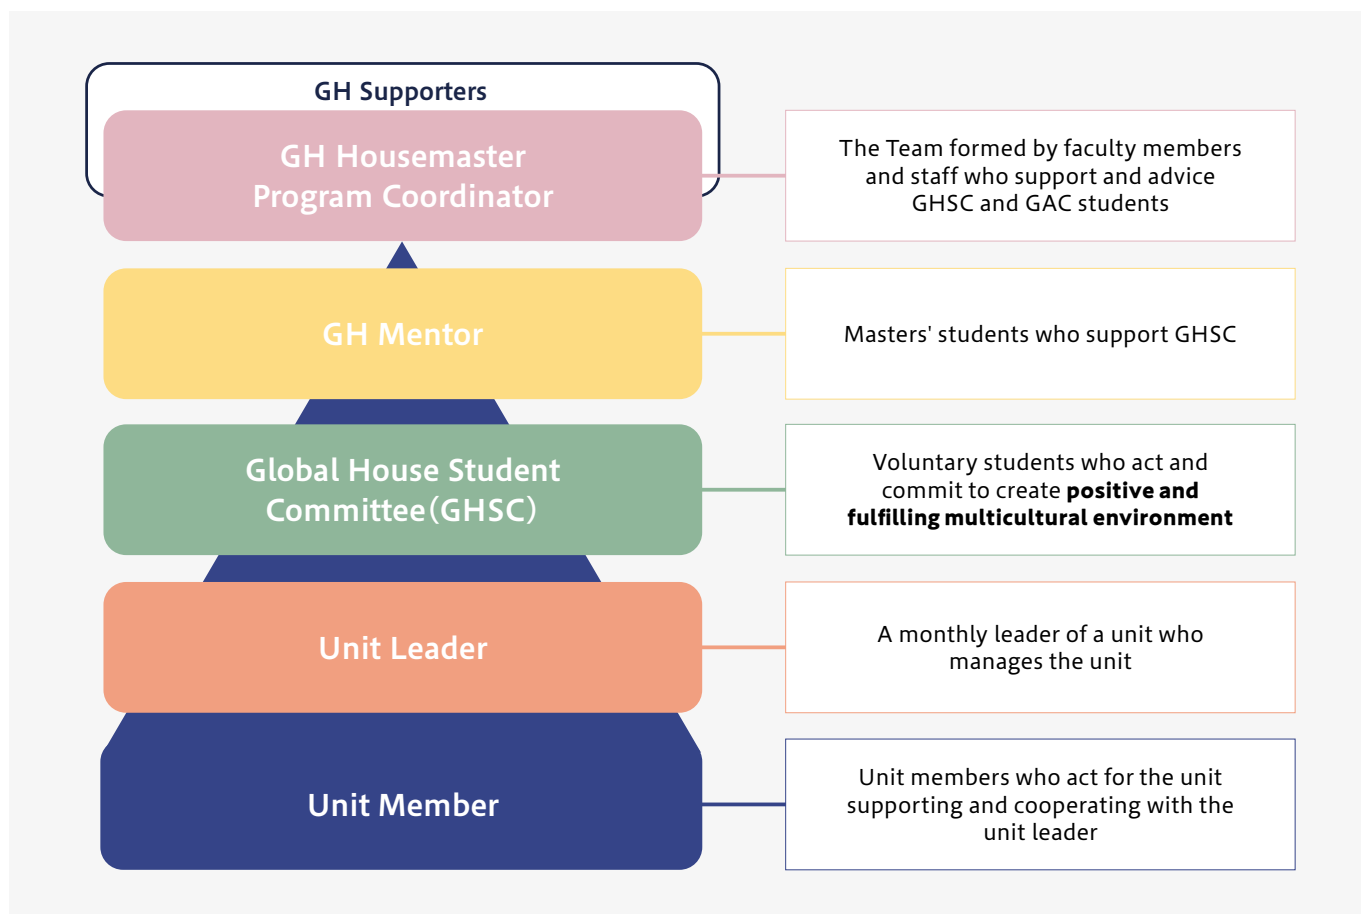 GH Supporters
GH Housemaster
Program Coordinator
The Team formed by faculty members
and staff who support and advice
GHSC and GAC students
GH Mentor
Masters' students who support GHSC
Global House Student
Committee(GHSC)
Voluntary students who act and
commit to create positive and
fulfilling multicultural environment
Unit Leader
A monthly leader of a unit who
manages the unit
Unit Member
Unit members who act for the unit
supporting and cooperating with the
unit leader